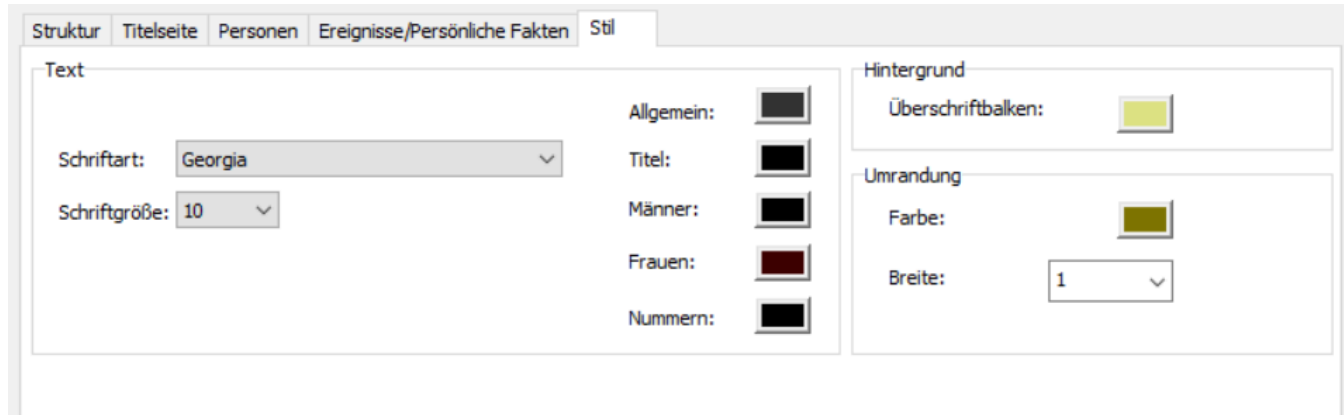 Struktur Titelseite Personen Ereignisse/Persönliche Fakten Stil
Text
Allgemein:
Schriftart: Georgia
Titel:
Schriftgröße: 10
Männer:
Frauen:
Nummern:
Hintergrund
Überschriftbalken:
Umrandung
Farbe:
Breite: 1